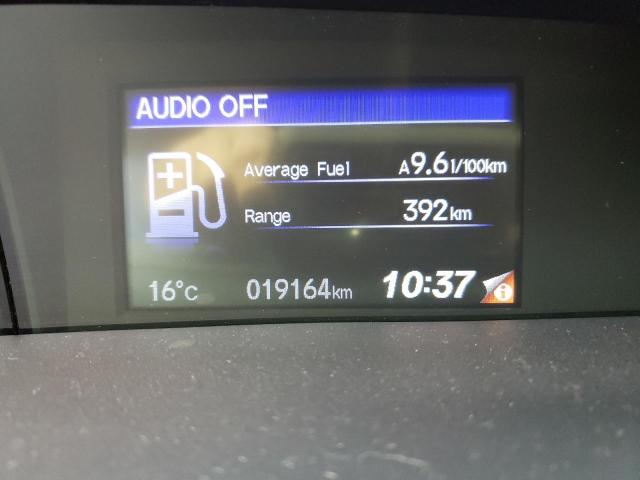 AUDIO OFF
Average Fuel A9.6l/100km
Range 392km
16°C 019164km 10:37 i